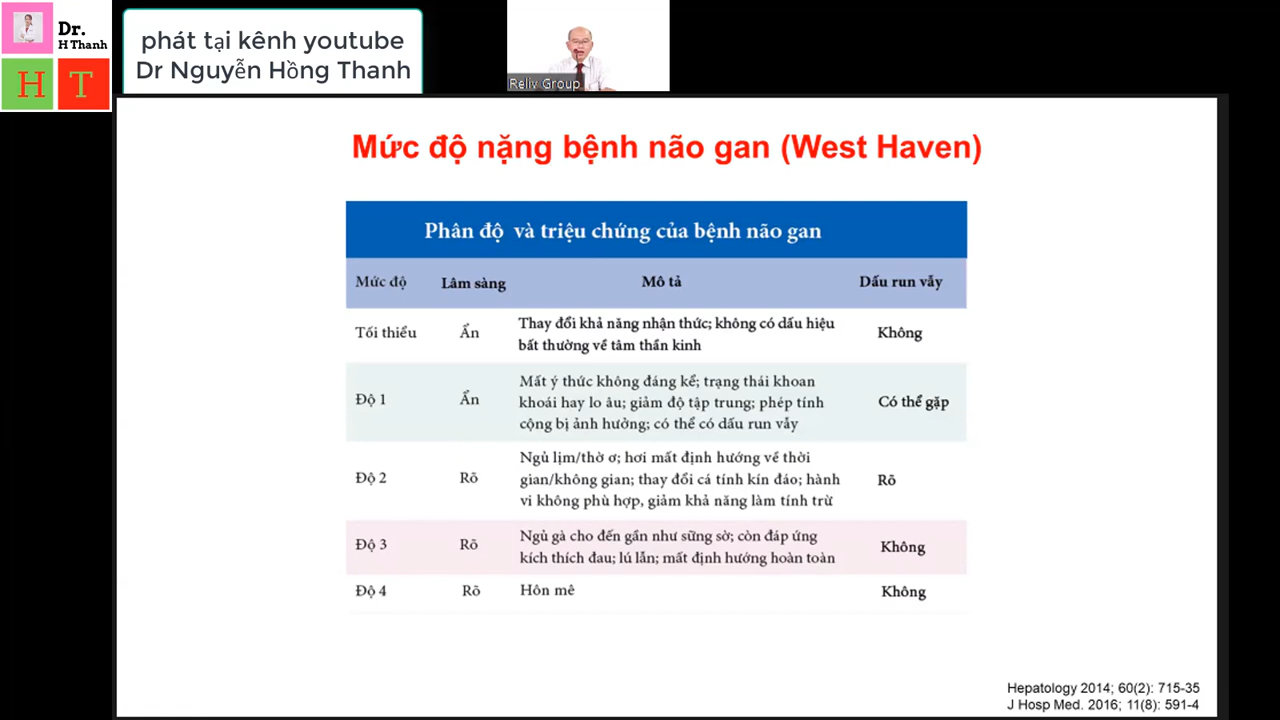 Dr.
H Thanh
H T
phát tại kênh youtube
Dr Nguyễn Hồng Thanh
Reliv Group
Mức độ nặng bệnh não gan (West Haven)
Phân độ và triệu chứng của bệnh não gan
Mức độ Lâm sàng Mô tả Dấu run vẫy
Tối thiểu Ẩn Thay đổi khả năng nhận thức; không có dấu hiệu Không
bất thường về tâm thần kinh
Độ 1 Ẩn Mất ý thức không đáng kể; trạng thái khoan Có thể gặp
khoái hay lo âu; giảm độ tập trung; phép tính
cộng bị ảnh hưởng; có thể có dấu run vẫy
Độ 2 Rõ Ngủ lịm/thờ ơ; hơi mất định hướng về thời Rõ
gian/không gian; thay đổi cá tính kín đáo; hành
vi không phù hợp, giảm khả năng làm tính trừ
Độ 3 Rõ Ngủ gà cho đến gần như sững sờ; còn đáp ứng Không
kích thích đau; lú lẫn; mất định hướng hoàn toàn
Độ 4 Rõ Hôn mê Không
Hepatology 2014; 60(2): 715-35
J Hosp Med. 2016; 11(8): 591-4